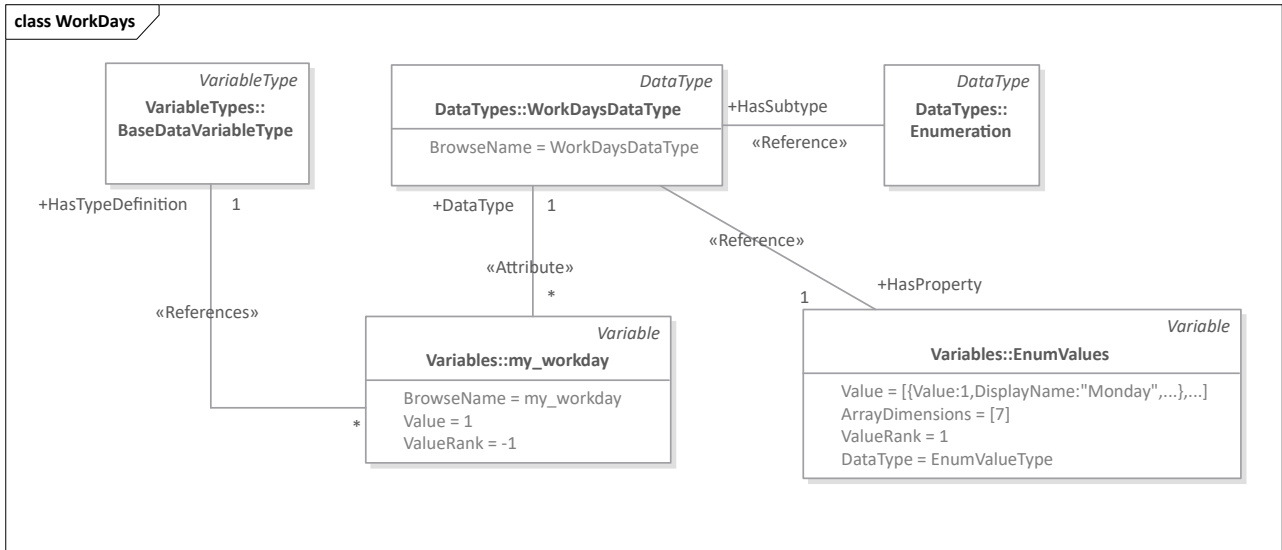 class WorkDays
VariableType
VariableTypes::
BaseDataVariableType
DataType
DataTypes::WorkDaysDataType
BrowseName = WorkDaysDataType
+HasSubtype
«Reference»
DataType
DataTypes::
Enumeration
+HasTypeDefinition
1
+DataType
1
«Reference»
«Attribute»
*
+HasProperty
1
«References»
*
Variable
Variables::my_workday
BrowseName = my_workday
Value = 1
ValueRank = -1
Variable
Variables::EnumValues
Value = [{Value:1,DisplayName:"Monday",...},...]
ArrayDimensions = [7]
ValueRank = 1
DataType = EnumValueType